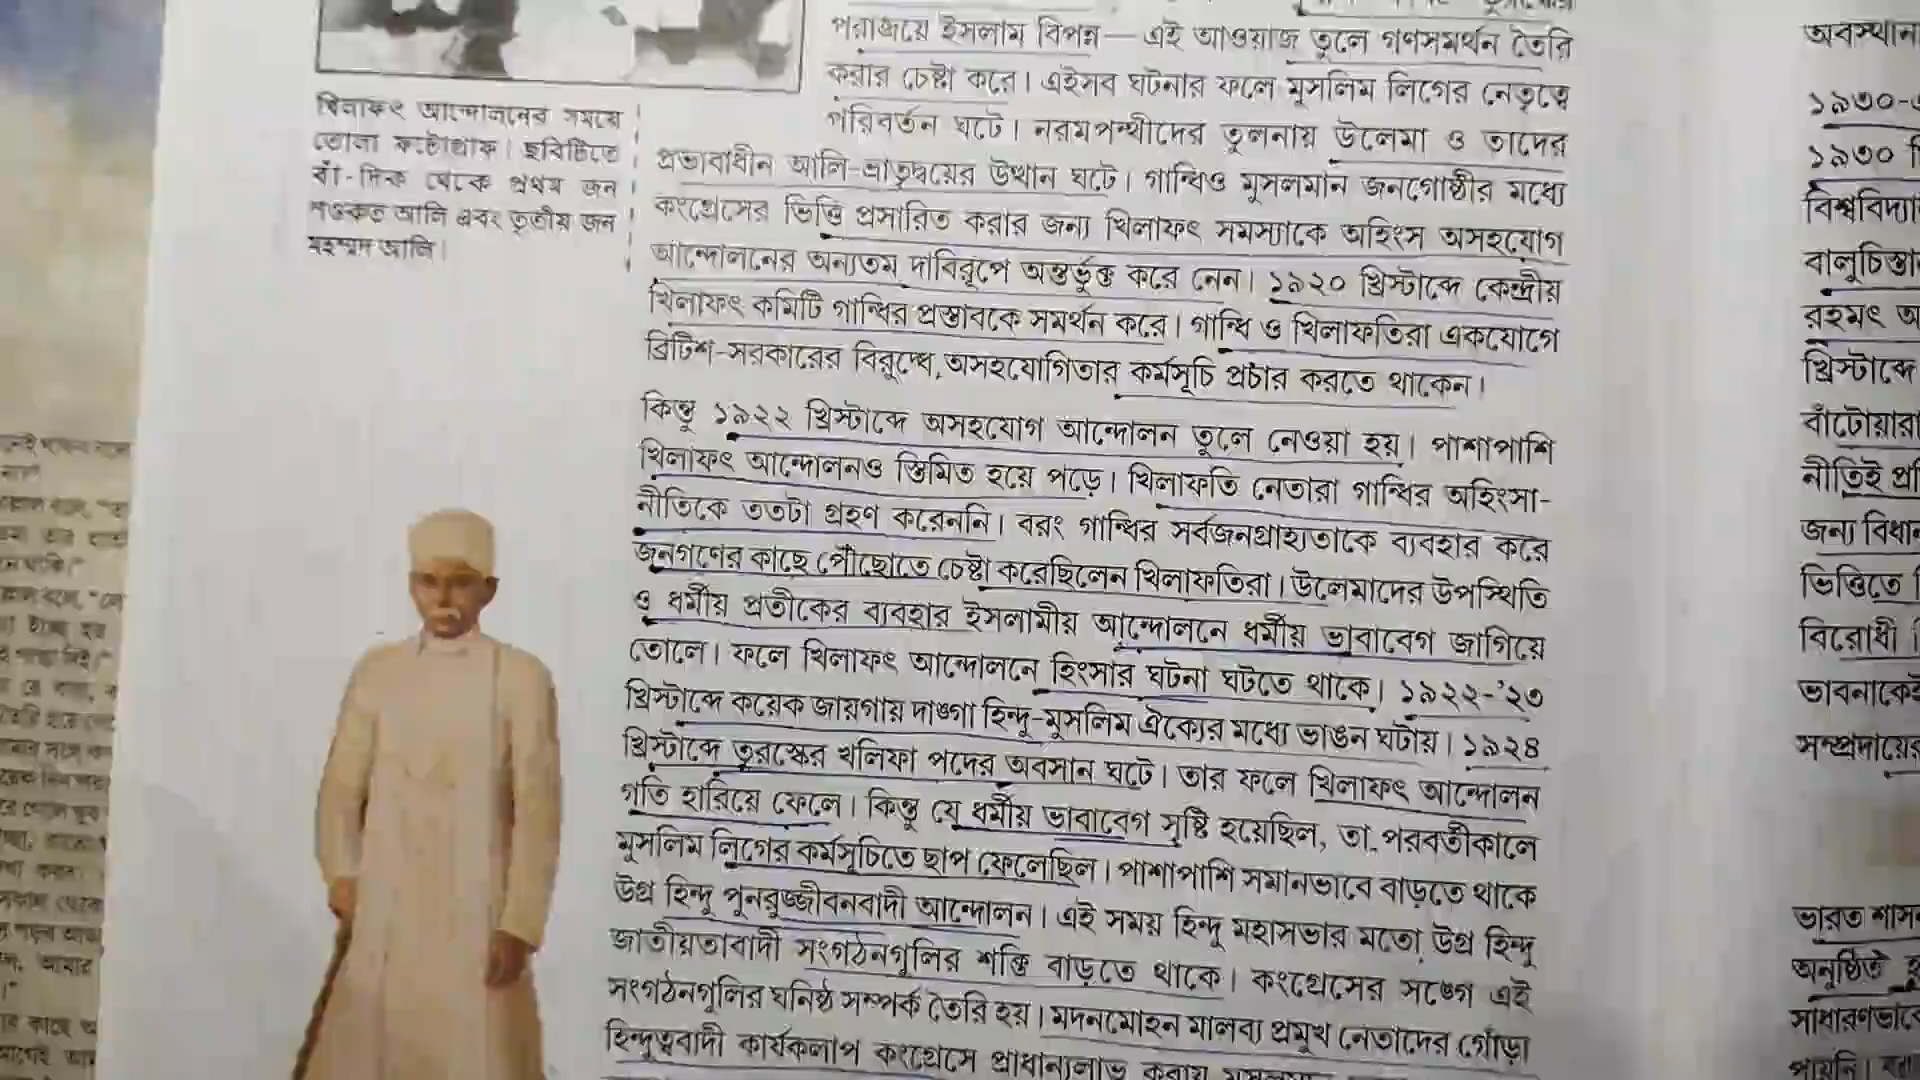 পরাজয়ে ইসলাম বিপন্ন—এই আওয়াজ তুলে গণসমর্থন তৈরি
করার চেষ্টা করে। এইসব ঘটনার ফলে মুসলিম লিগের নেতৃত্বে
পরিবর্তন ঘটে। নরমপন্থীদের তুলনায় উলেমা ও তাদের
প্রভাবাধীন আলি-ভ্রাতৃদ্বয়ের উত্থান ঘটে। গান্ধিও মুসলমান জনগোষ্ঠীর মধ্যে
কংগ্রেসের ভিত্তি প্রসারিত করার জন্য খিলাফৎ সমস্যাকে অহিংস অসহযোগ
আন্দোলনের অন্যতম দাবিরূপে অন্তর্ভুক্ত করে নেন। ১৯২০ খ্রিস্টাব্দে কেন্দ্রীয়
খিলাফৎ কমিটি গান্ধির প্রস্তাবকে সমর্থন করে। গান্ধি ও খিলাফতিরা একযোগে
ব্রিটিশ-সরকারের বিরুদ্ধে অসহযোগিতার কর্মসূচি প্রচার করতে থাকেন।
কিন্তু ১৯২২ খ্রিস্টাব্দে অসহযোগ আন্দোলন তুলে নেওয়া হয়। পাশাপাশি
খিলাফৎ আন্দোলনও স্তিমিত হয়ে পড়ে। খিলাফতি নেতারা গান্ধির অহিংসা-
নীতিকে ততটা গ্রহণ করেননি। বরং গান্ধির সর্বজনগ্রাহ্যতাকে ব্যবহার করে
জনগণের কাছে পৌঁছোতে চেষ্টা করেছিলেন খিলাফতিরা। উলেমাদের উপস্থিতি
ও ধর্মীয় প্রতীকের ব্যবহার ইসলামীয় আন্দোলনে ধর্মীয় ভাবাবেগ জাগিয়ে
তোলে। ফলে খিলাফৎ আন্দোলনে হিংসার ঘটনা ঘটতে থাকে। ১৯২২-’২৩
খ্রিস্টাব্দে কয়েক জায়গায় দাঙ্গা হিন্দু-মুসলিম ঐক্যের মধ্যে ভাঙন ঘটায়। ১৯২৪
খ্রিস্টাব্দে তুরস্কের খলিফা পদের অবসান ঘটে। তার ফলে খিলাফৎ আন্দোলন
গতি হারিয়ে ফেলে। কিন্তু যে ধর্মীয় ভাবাবেগ সৃষ্টি হয়েছিল, তা পরবর্তীকালে
মুসলিম লিগের কর্মসূচিতে ছাপ ফেলেছিল। পাশাপাশি সমানভাবে বাড়তে থাকে
উগ্র হিন্দু পুনরুজ্জীবনবাদী আন্দোলন। এই সময় হিন্দু মহাসভার মতো উগ্র হিন্দু
জাতীয়তাবাদী সংগঠনগুলির শক্তি বাড়তে থাকে। কংগ্রেসের সঙ্গে এই
সংগঠনগুলির ঘনিষ্ঠ সম্পর্ক তৈরি হয়। মদনমোহন মালব্য প্রমুখ নেতাদের গোঁড়া
হিন্দুত্ববাদী কার্যকলাপ কংগ্রেসে প্রাধান্যলাভ করায়
খিলাফৎ আন্দোলনের সময়ে
তোলা ফটোগ্রাফ। ছবিটিতে
বাঁ-দিক থেকে প্রথম জন
শওকত আলি এবং তৃতীয় জন
মহম্মদ আলি।
১৯৩০
বালুচিস্তা
রহমৎ অ
খ্রিস্টাব্দে
বাঁটোয়ারা
নীতিই প্র
জন্য বিধান
ভিত্তিতে
বিরোধী
ভাবনাকেই
সম্প্রদায়ের
ভারত শাসন
অনুষ্ঠিত
সাধারণভাবে
পায়নি।